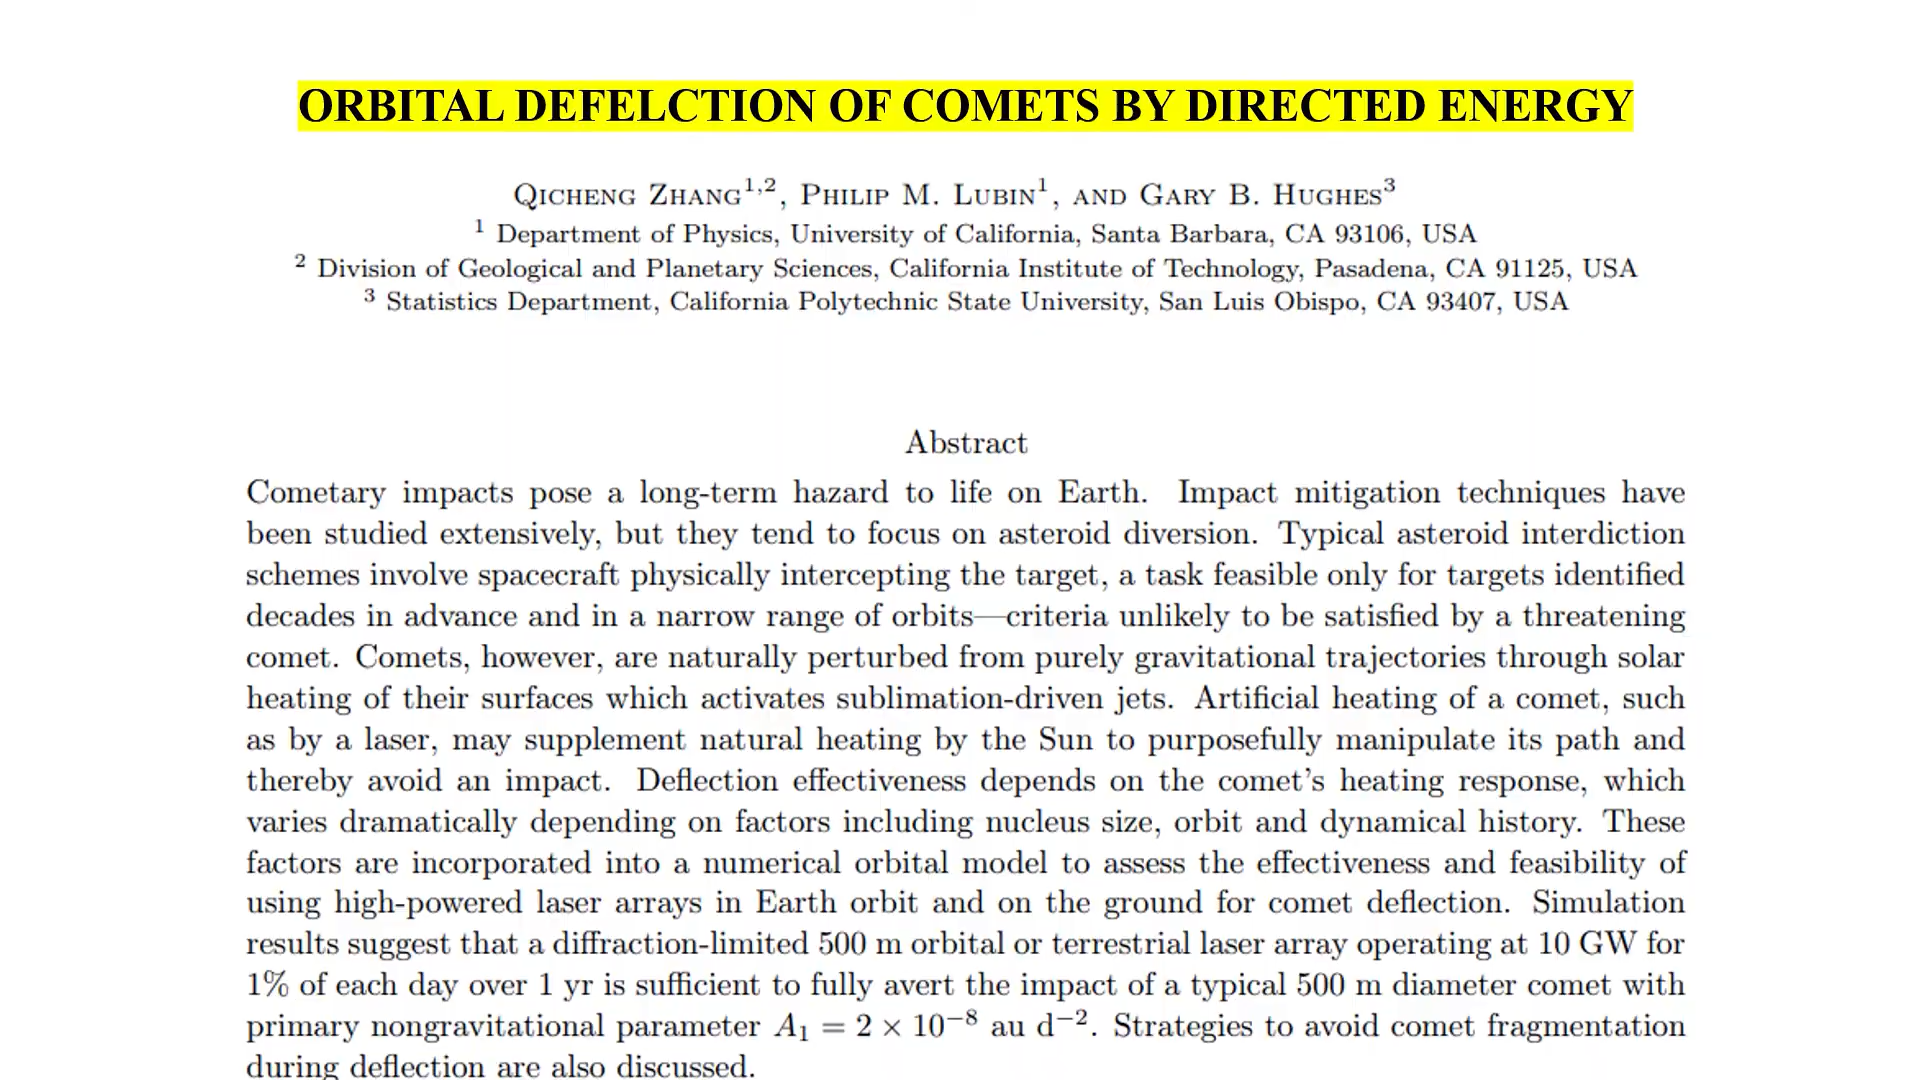 ORBITAL DEFELCTION OF COMETS BY DIRECTED ENERGY
Qicheng Zhang1,2, Philip M. Lubin1, and Gary B. Hughes3
1 Department of Physics, University of California, Santa Barbara, CA 93106, USA
2 Division of Geological and Planetary Sciences, California Institute of Technology, Pasadena, CA 91125, USA
3 Statistics Department, California Polytechnic State University, San Luis Obispo, CA 93407, USA
Abstract
Cometary impacts pose a long-term hazard to life on Earth. Impact mitigation techniques have
been studied extensively, but they tend to focus on asteroid diversion. Typical asteroid interdiction
schemes involve spacecraft physically intercepting the target, a task feasible only for targets identified
decades in advance and in a narrow range of orbits—criteria unlikely to be satisfied by a threatening
comet. Comets, however, are naturally perturbed from purely gravitational trajectories through solar
heating of their surfaces which activates sublimation-driven jets. Artificial heating of a comet, such
as by a laser, may supplement natural heating by the Sun to purposefully manipulate its path and
thereby avoid an impact. Deflection effectiveness depends on the comet's heating response, which
varies dramatically depending on factors including nucleus size, orbit and dynamical history. These
factors are incorporated into a numerical orbital model to assess the effectiveness and feasibility of
using high-powered laser arrays in Earth orbit and on the ground for comet deflection. Simulation
results suggest that a diffraction-limited 500 m orbital or terrestrial laser array operating at 10 GW for
1% of each day over 1 yr is sufficient to fully avert the impact of a typical 500 m diameter comet with
primary nongravitational parameter A₁ = 2 × 10⁻⁸ au d⁻². Strategies to avoid comet fragmentation
during deflection are also discussed.